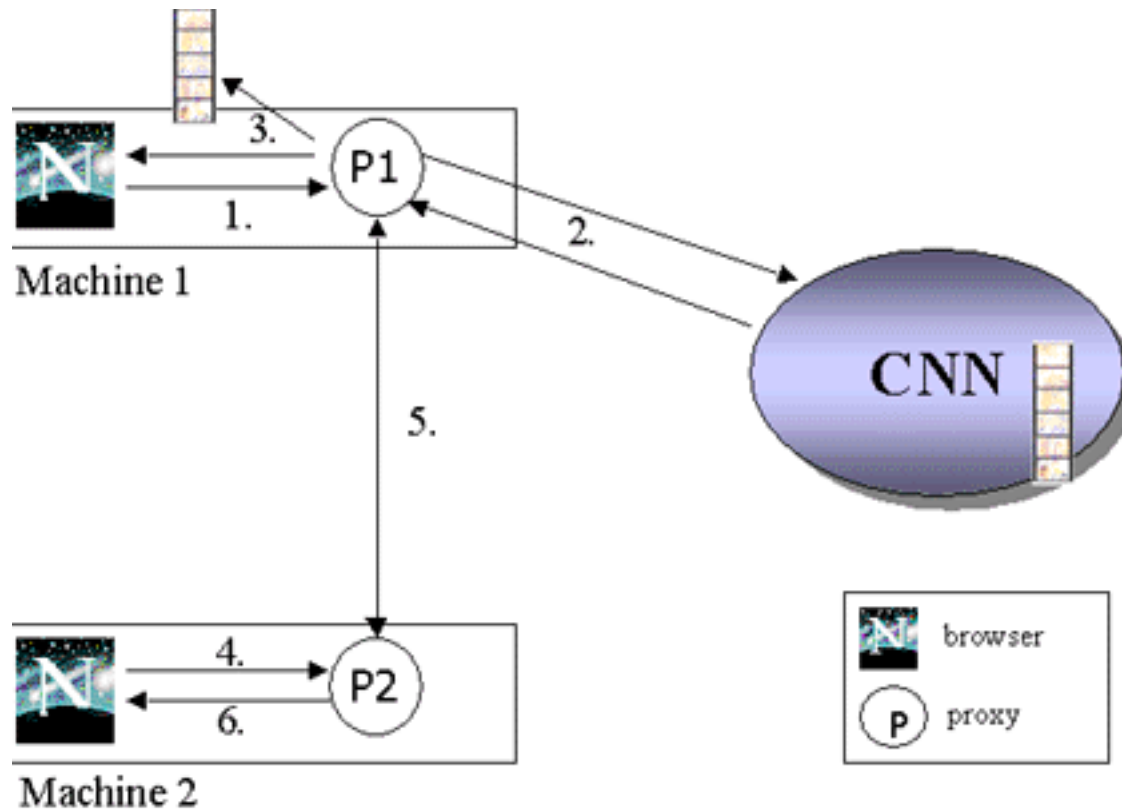 3.
N
P1
1.
2.
Machine 1
CNN
5.
N
browser
4.
N
P2
6.
P
proxy
Machine 2